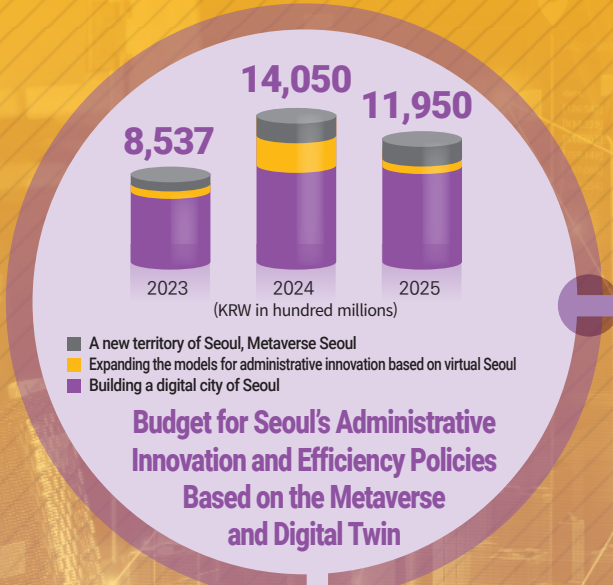 14,050
11,950
8,537
2023
2024
2025
(KRW in hundred millions)
A new territory of Seoul, Metaverse Seoul
Expanding the models for administrative innovation based on virtual Seoul
Building a digital city of Seoul
Budget for Seoul’s Administrative
Innovation and Efficiency Policies
Based on the Metaverse
and Digital Twin